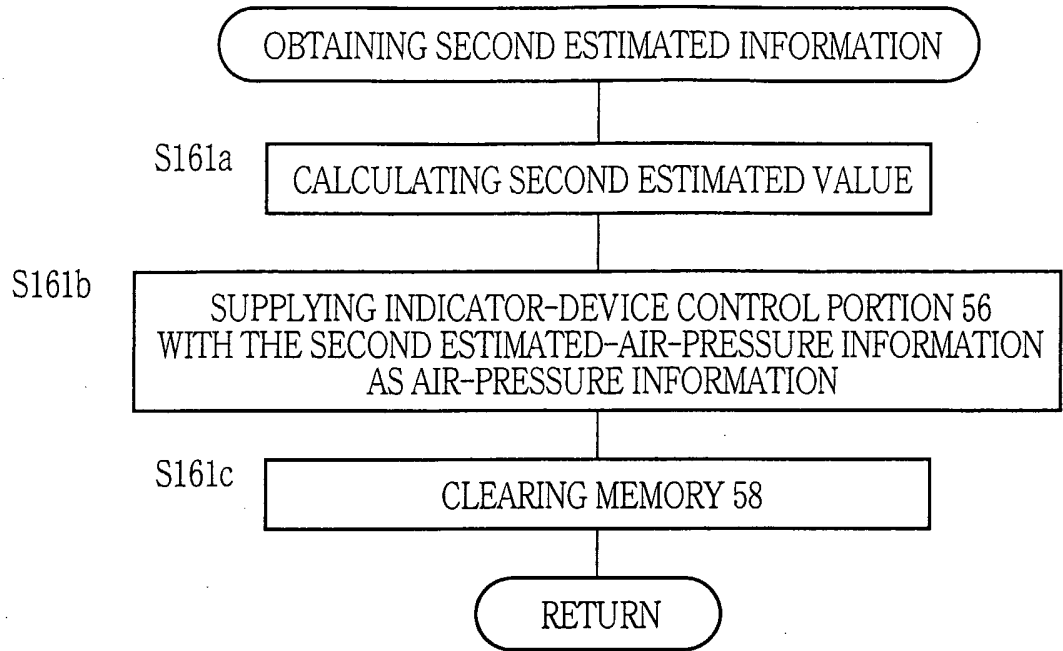 OBTAINING SECOND ESTIMATED INFORMATION
S161a
CALCULATING SECOND ESTIMATED VALUE
S161b
SUPPLYING INDICATOR-DEVICE CONTROL PORTION 56
WITH THE SECOND ESTIMATED-AIR-PRESSURE INFORMATION
AS AIR-PRESSURE INFORMATION
S161c
CLEARING MEMORY 58
RETURN